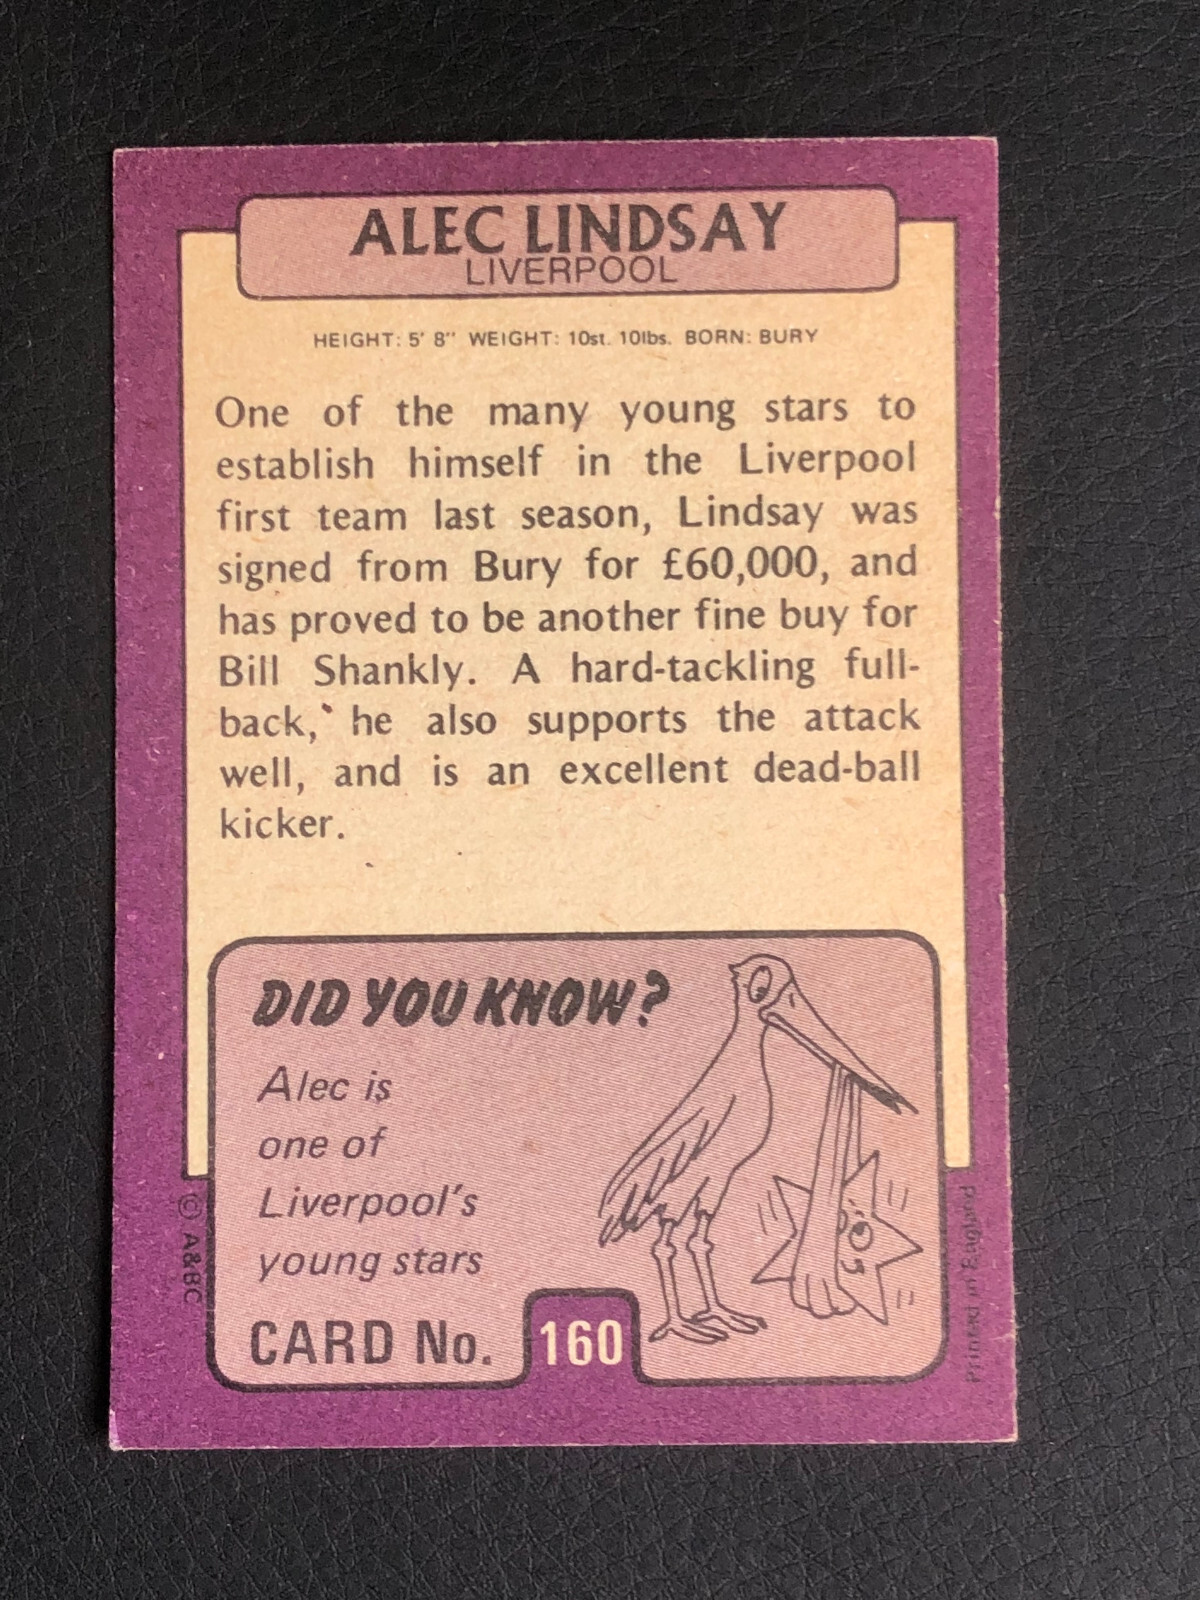 ALEC LINDSAY
LIVERPOOL
HEIGHT: 5' 8" WEIGHT: 10st. 10lbs. BORN: BURY
One of the many young stars to
establish himself in the Liverpool
first team last season, Lindsay was
signed from Bury for £60,000, and
has proved to be another fine buy for
Bill Shankly. A hard-tackling full-
back, he also supports the attack
well, and is an excellent dead-ball
kicker.
DID YOU KNOW?
Alec is
one of
Liverpool's
young stars
CARD No. 160
© A&BC
Printed in England